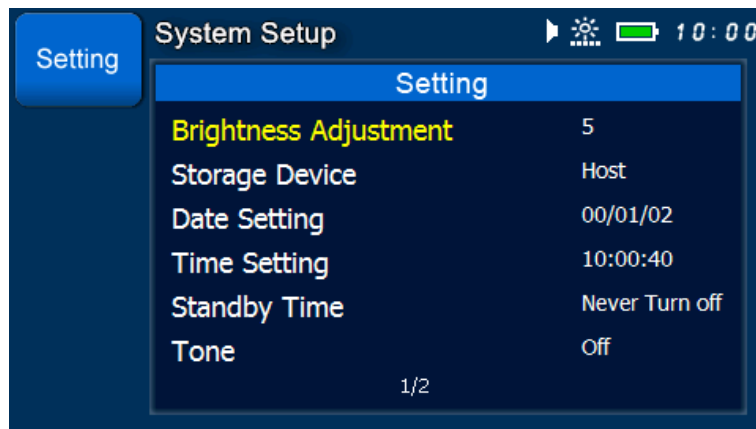 Setting
System Setup 10:00
Setting
Brightness Adjustment 5
Storage Device Host
Date Setting 00/01/02
Time Setting 10:00:40
Standby Time Never Turn off
Tone Off
1/2